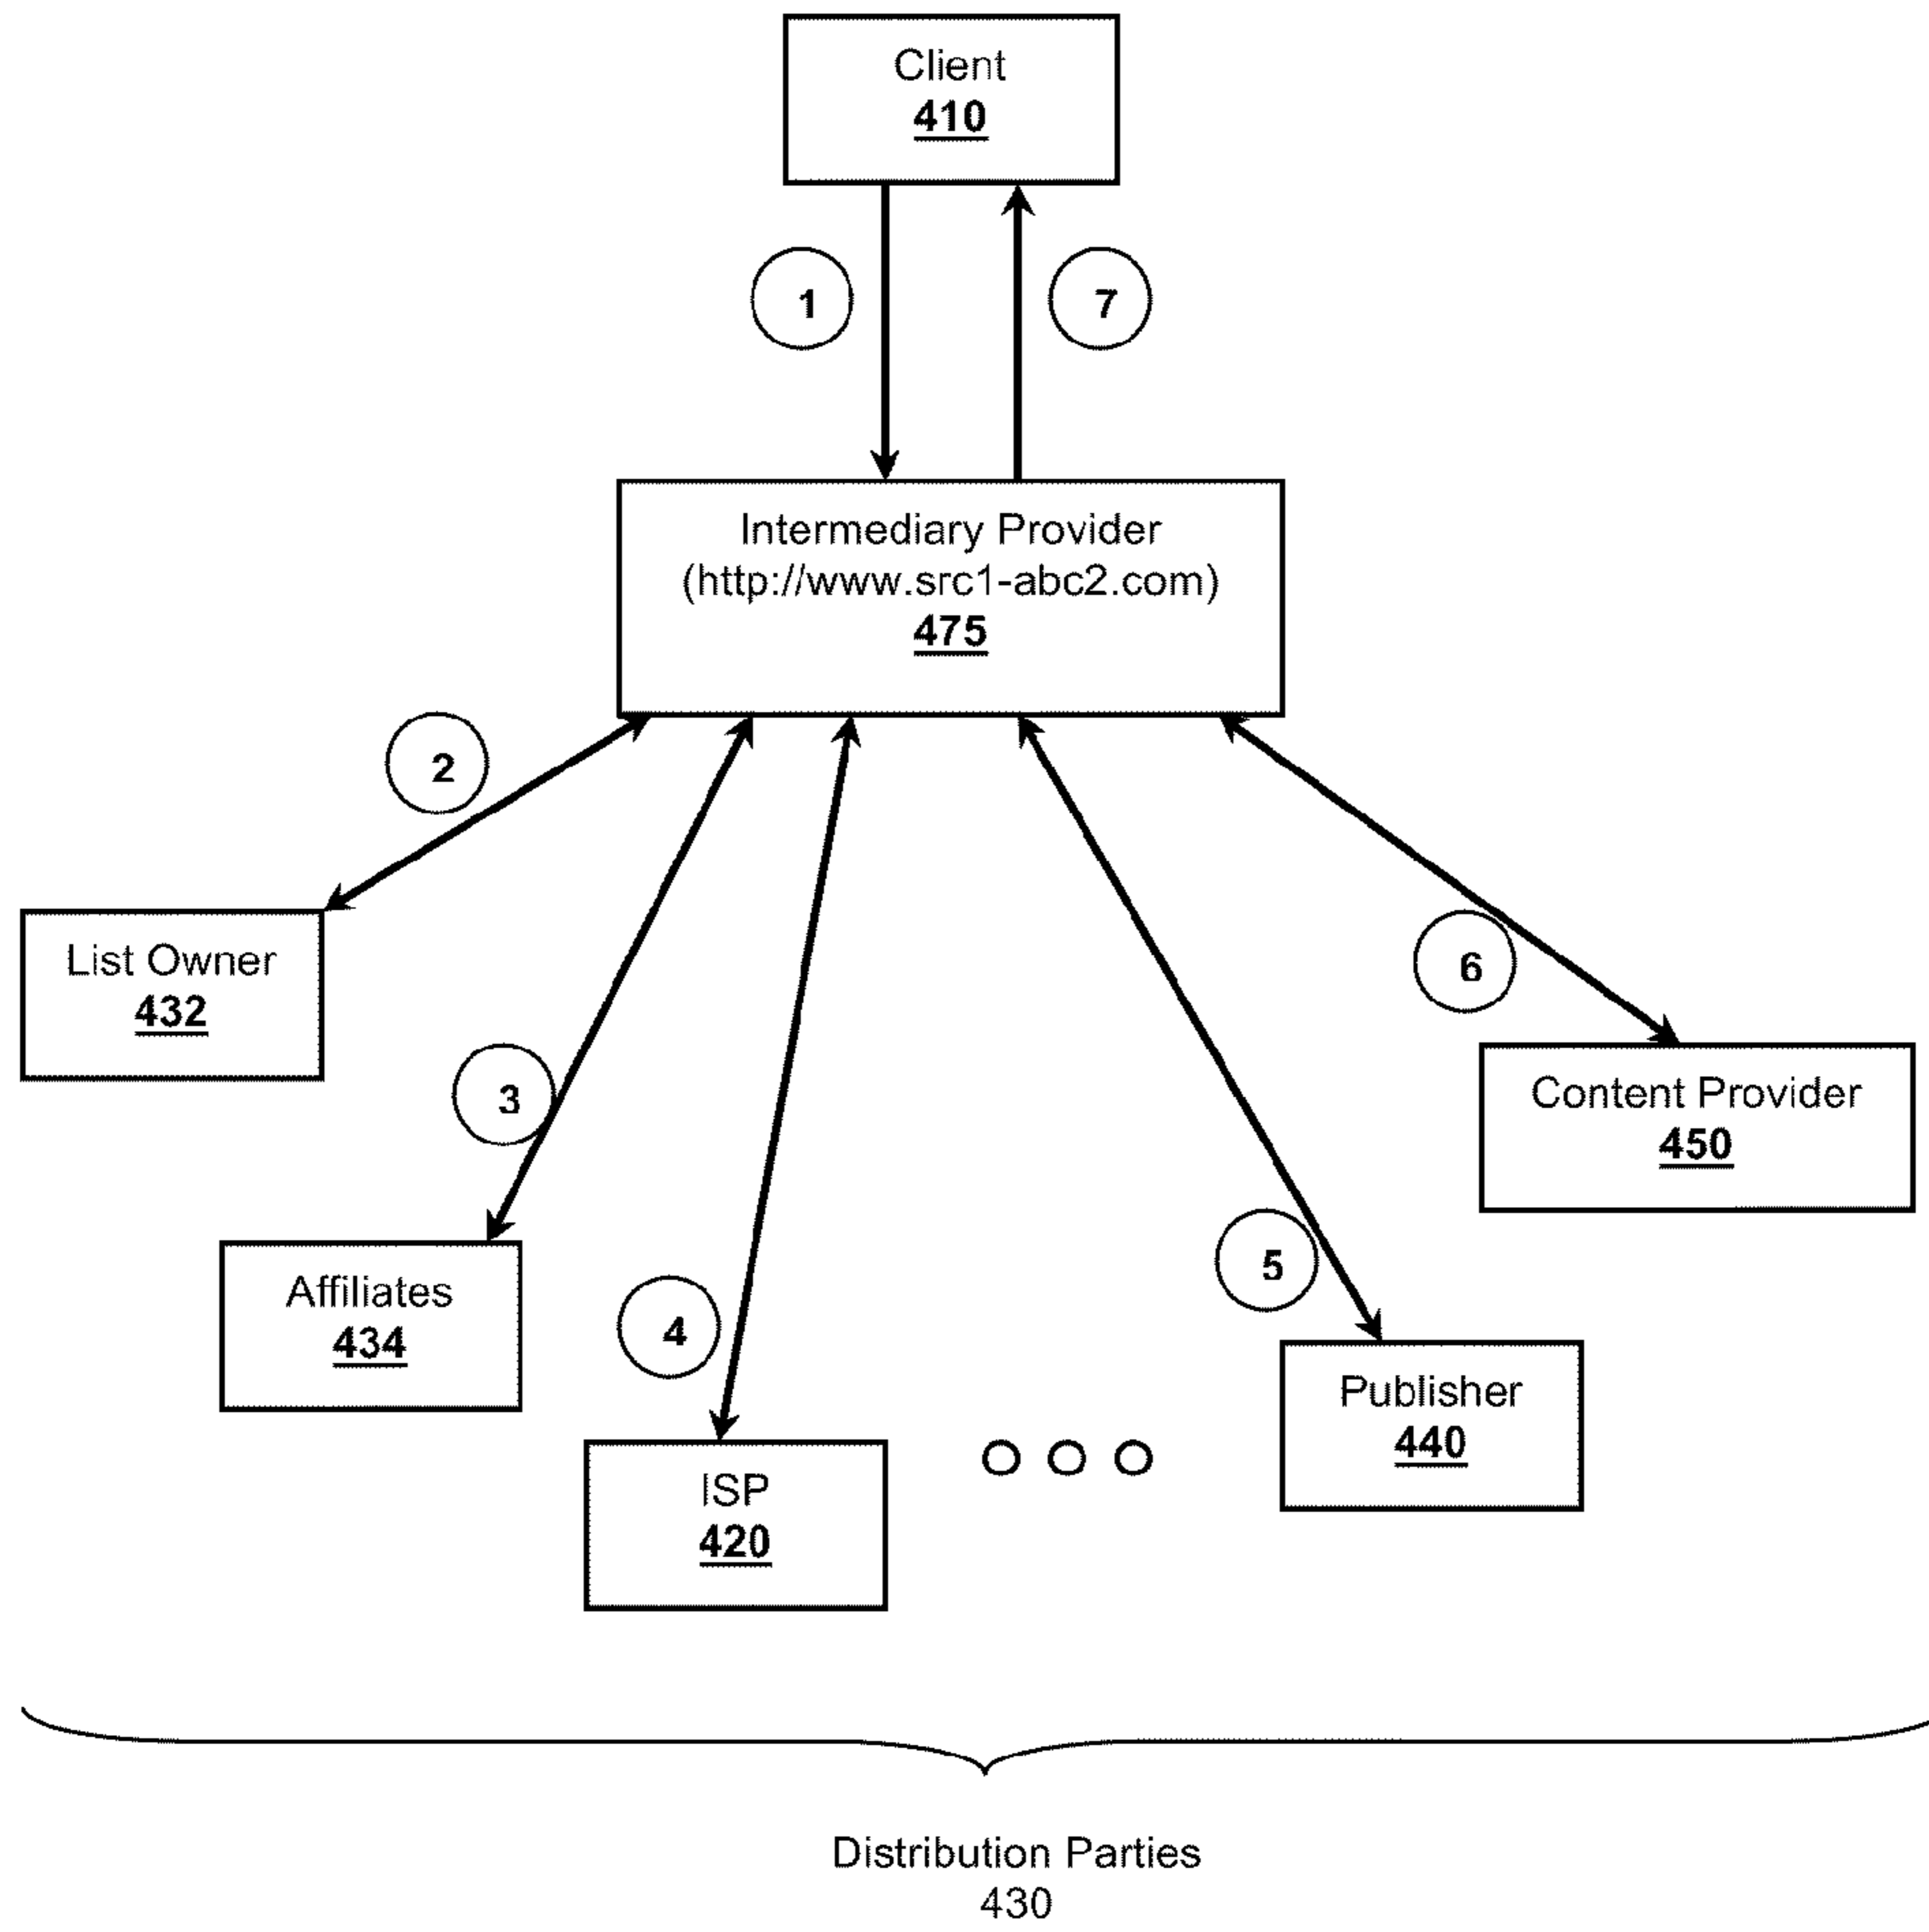 Client
410
1
7
Intermediary Provider
(http://www.src1-abc2.com)
475
2
List Owner
432
3
6
Content Provider
450
Affiliates
434
4
5
Publisher
440
ISP
420
Distribution Parties
430